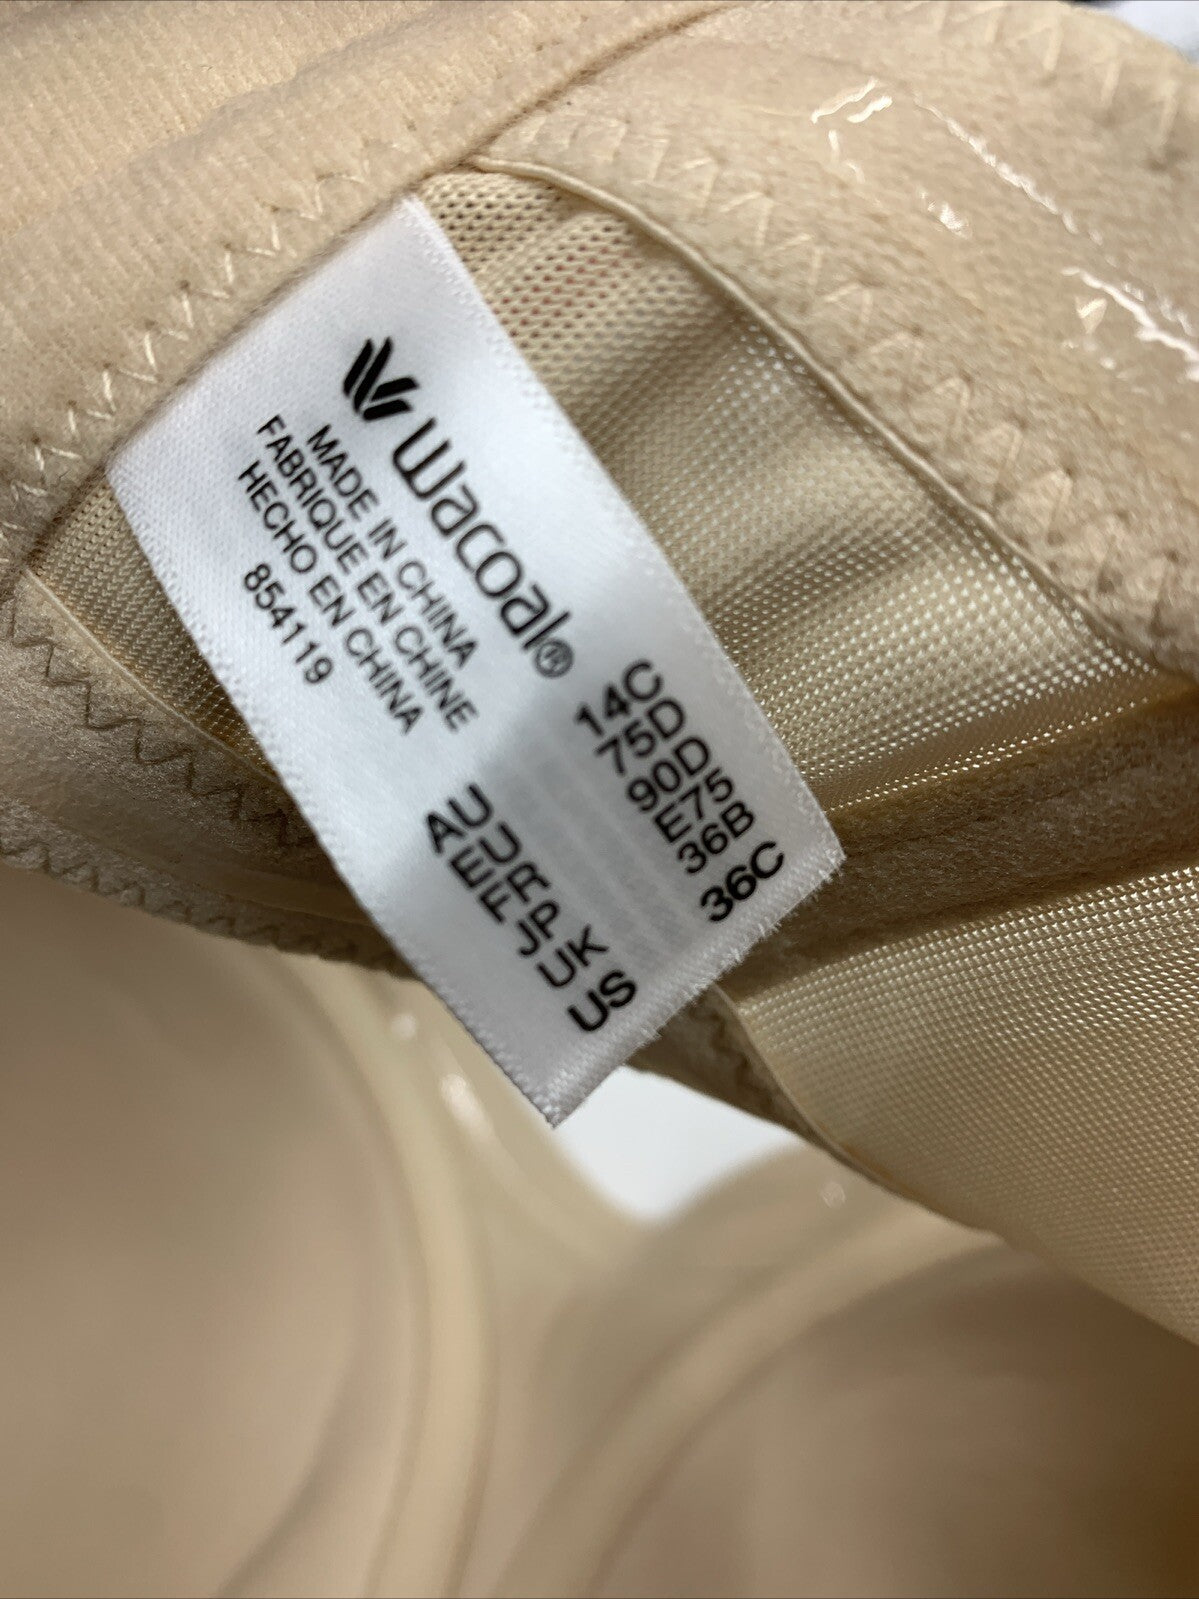 wacoal®
MADE IN CHINA
FABRIQUE EN CHINE
HECHO EN CHINA
854119
AU 14C
EU 75D
FR 90D
JP E75
UK 36B
US 36C